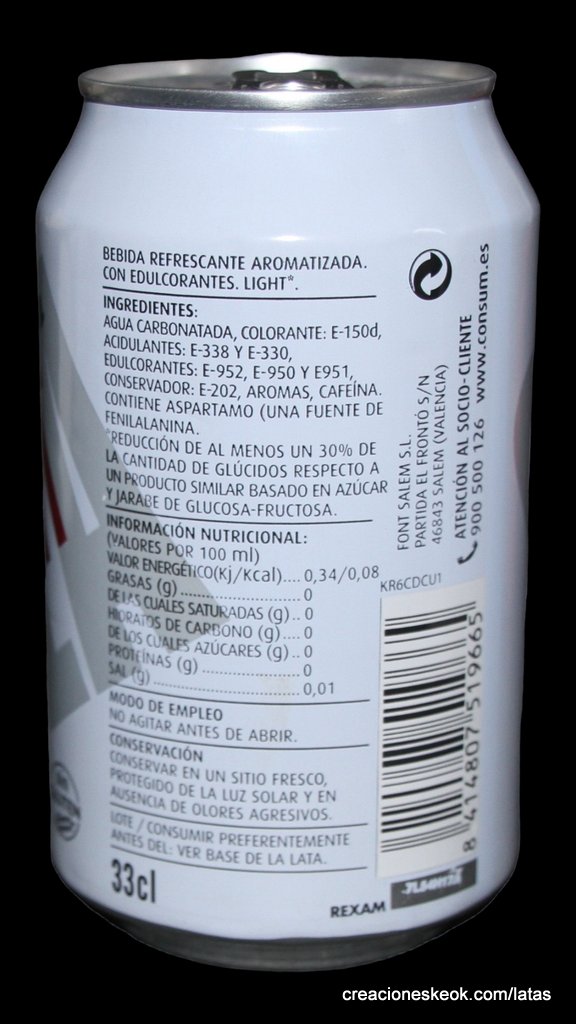 BEBIDA REFRESCANTE AROMATIZADA.
CON EDULCORANTES. LIGHT*.
INGREDIENTES:
AGUA CARBONATADA, COLORANTE: E-150d,
ACIDULANTES: E-338 Y E-330,
EDULCORANTES: E-952, E-950 Y E951,
CONSERVADOR: E-202, AROMAS, CAFEÍNA.
CONTIENE ASPARTAMO (UNA FUENTE DE
FENILALANINA.
*REDUCCIÓN DE AL MENOS UN 30% DE
LA CANTIDAD DE GLÚCIDOS RESPECTO A
UN PRODUCTO SIMILAR BASADO EN AZÚCAR
Y JARABE DE GLUCOSA-FRUCTOSA.
INFORMACIÓN NUTRICIONAL:
(VALORES POR 100 ml)
VALOR ENERGÉTICO(Kj/Kcal).... 0,34/0,08
GRASAS (g) ........................... 0
DE LAS CUALES SATURADAS (g) .. 0
HIDRATOS DE CARBONO (g) .... 0
DE LOS CUALES AZÚCARES (g) .. 0
PROTEÍNAS (g) .................... 0
SAL (g) ............................... 0,01
MODO DE EMPLEO
NO AGITAR ANTES DE ABRIR.
CONSERVACIÓN
CONSERVAR EN UN SITIO FRESCO,
PROTEGIDO DE LA LUZ SOLAR Y EN
AUSENCIA DE OLORES AGRESIVOS.
LOTE / CONSUMIR PREFERENTEMENTE
ANTES DEL: VER BASE DE LA LATA.
33cl
FONT SALEM S.L.
PARTIDA EL FRONTÓ S/N
46843 SALEM (VALENCIA)
ATENCIÓN AL SOCIO-CLIENTE
900 500 126 www.consum.es
KR6CDCU1
8 414807 519665
REXAM
creacioneskeok.com/latas